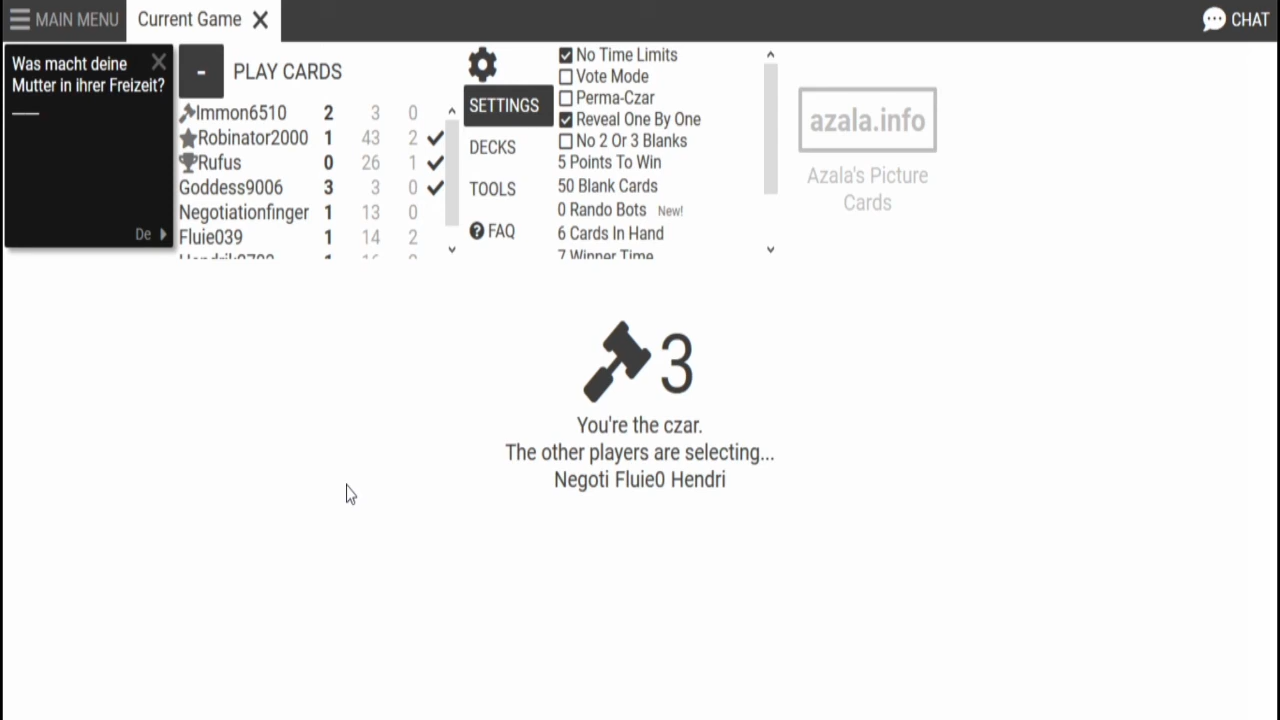 MAIN MENU
Current Game
CHAT
Was macht deine
Mutter in ihrer Freizeit?
De
-
PLAY CARDS
Immon6510 2 3 0
Robinator2000 1 43 2
Rufus 0 26 1
Goddess9006 3 3 0
Negotiationfinger 1 13 0
Fluie039 1 14 2
SETTINGS
DECKS
TOOLS
FAQ
No Time Limits
Vote Mode
Perma-Czar
Reveal One By One
No 2 Or 3 Blanks
5 Points To Win
50 Blank Cards
0 Rando Bots New!
6 Cards In Hand
7 Winner Time
azala.info
Azala's Picture
Cards
3
You're the czar.
The other players are selecting...
Negoti Fluie0 Hendri